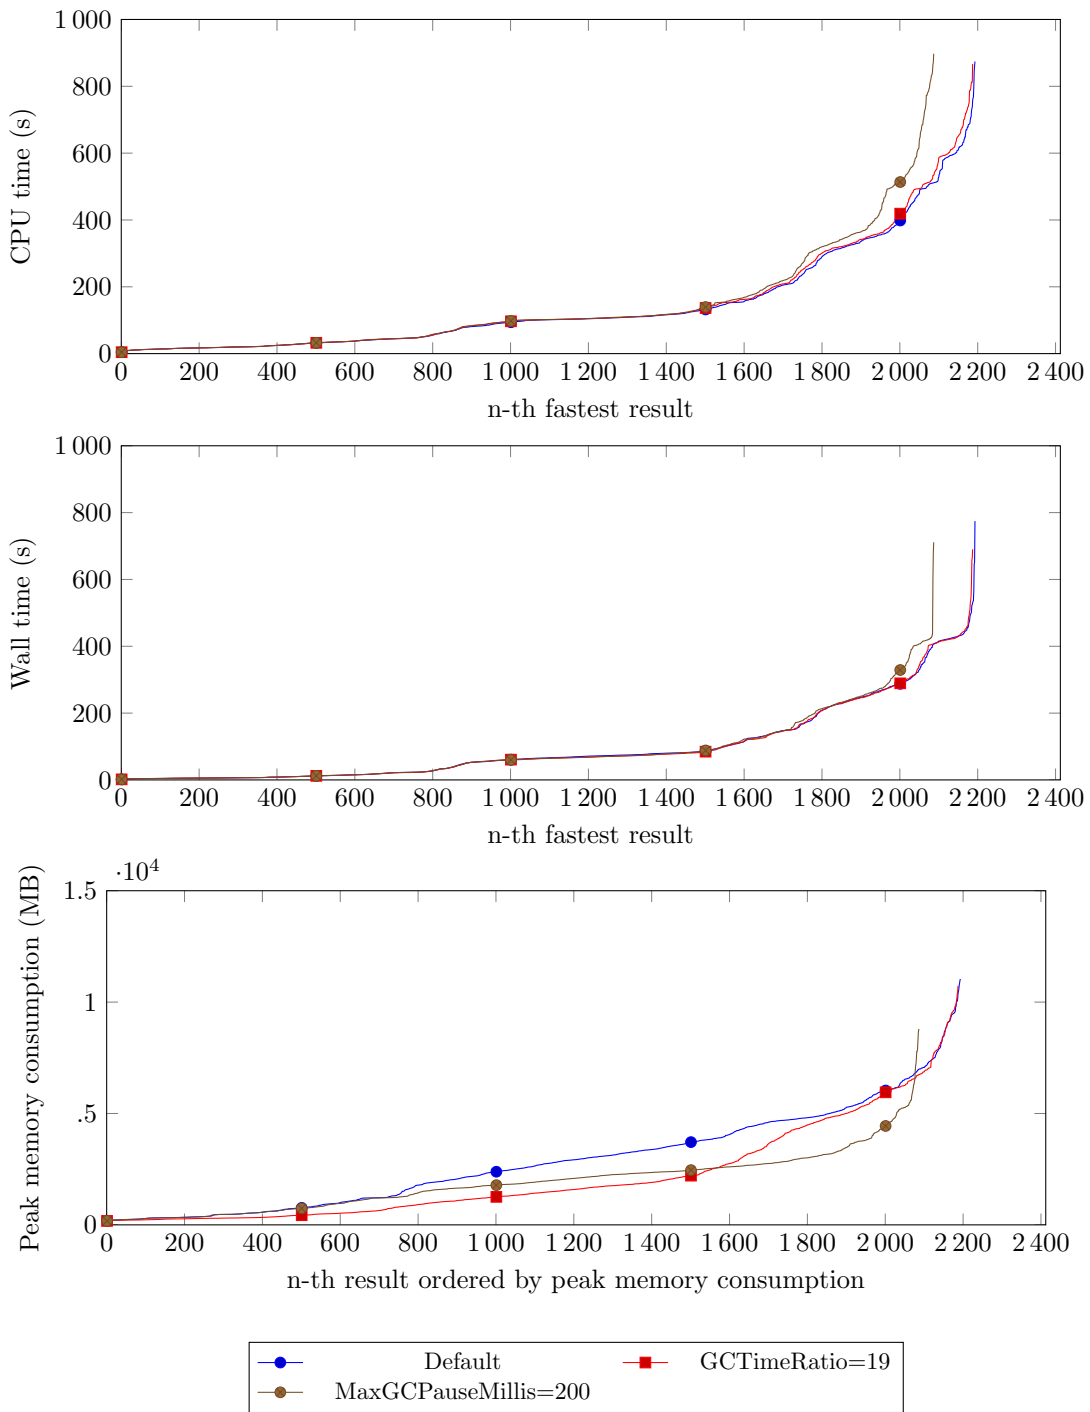 1 000
800
600
400
200
0
CPU time (s)
0 200 400 600 800 1 000 1 200 1 400 1 600 1 800 2 000 2 200 2 400
n-th fastest result
1 000
800
600
400
200
0
Wall time (s)
0 200 400 600 800 1 000 1 200 1 400 1 600 1 800 2 000 2 200 2 400
n-th fastest result
·10⁴
1.5
1
.5
0
Peak memory consumption (MB)
0 200 400 600 800 1 000 1 200 1 400 1 600 1 800 2 000 2 200 2 400
n-th result ordered by peak memory consumption
Default GCTimeRatio=19
MaxGCPauseMillis=200